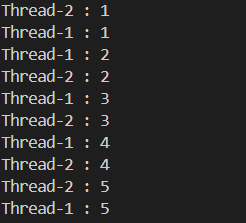 Thread-2 : 1
Thread-1 : 1
Thread-1 : 2
Thread-2 : 2
Thread-1 : 3
Thread-2 : 3
Thread-1 : 4
Thread-2 : 4
Thread-2 : 5
Thread-1 : 5